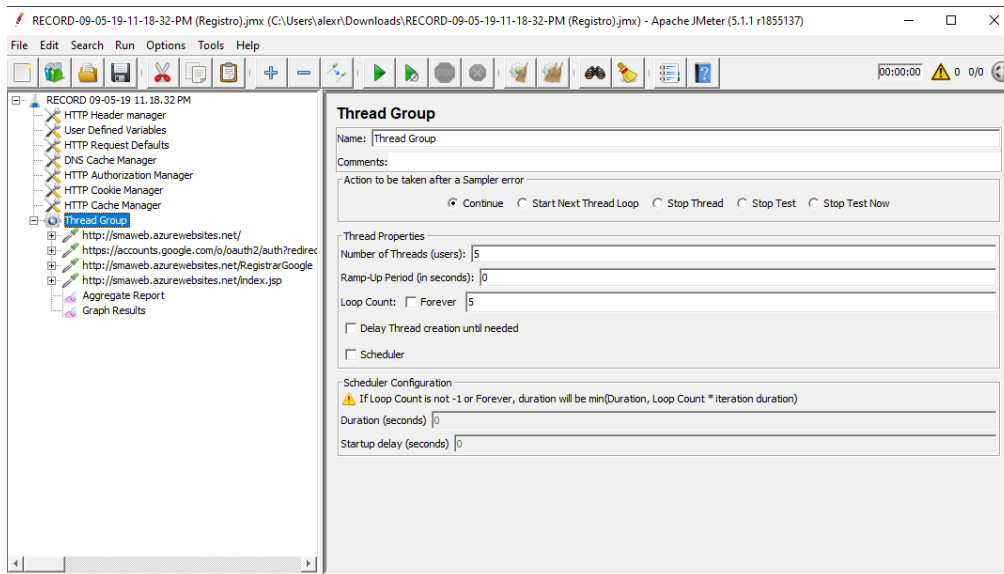 RECORD-09-05-19-11-18-32-PM (Registro).jmx (C:\Users\alexr\Downloads\RECORD-09-05-19-11-18-32-PM (Registro).jmx) - Apache JMeter (5.1.1 r1855137)
File Edit Search Run Options Tools Help
00:00:00 0 0/0
RECORD 09-05-19 11.18.32 PM
HTTP Header manager
User Defined Variables
HTTP Request Defaults
DNS Cache Manager
HTTP Authorization Manager
HTTP Cookie Manager
HTTP Cache Manager
Thread Group
http://smaweb.azurewebsites.net/
https://accounts.google.com/o/oauth2/auth?redirec
http://smaweb.azurewebsites.net/RegistrarGoogle
http://smaweb.azurewebsites.net/index.jsp
Aggregate Report
Graph Results
Thread Group
Name: Thread Group
Comments:
Action to be taken after a Sampler error
Continue Start Next Thread Loop Stop Thread Stop Test Stop Test Now
Thread Properties
Number of Threads (users): 5
Ramp-Up Period (in seconds): 0
Loop Count: Forever 5
Delay Thread creation until needed
Scheduler
Scheduler Configuration
If Loop Count is not -1 or Forever, duration will be min(Duration, Loop Count * iteration duration)
Duration (seconds) 0
Startup delay (seconds) 0